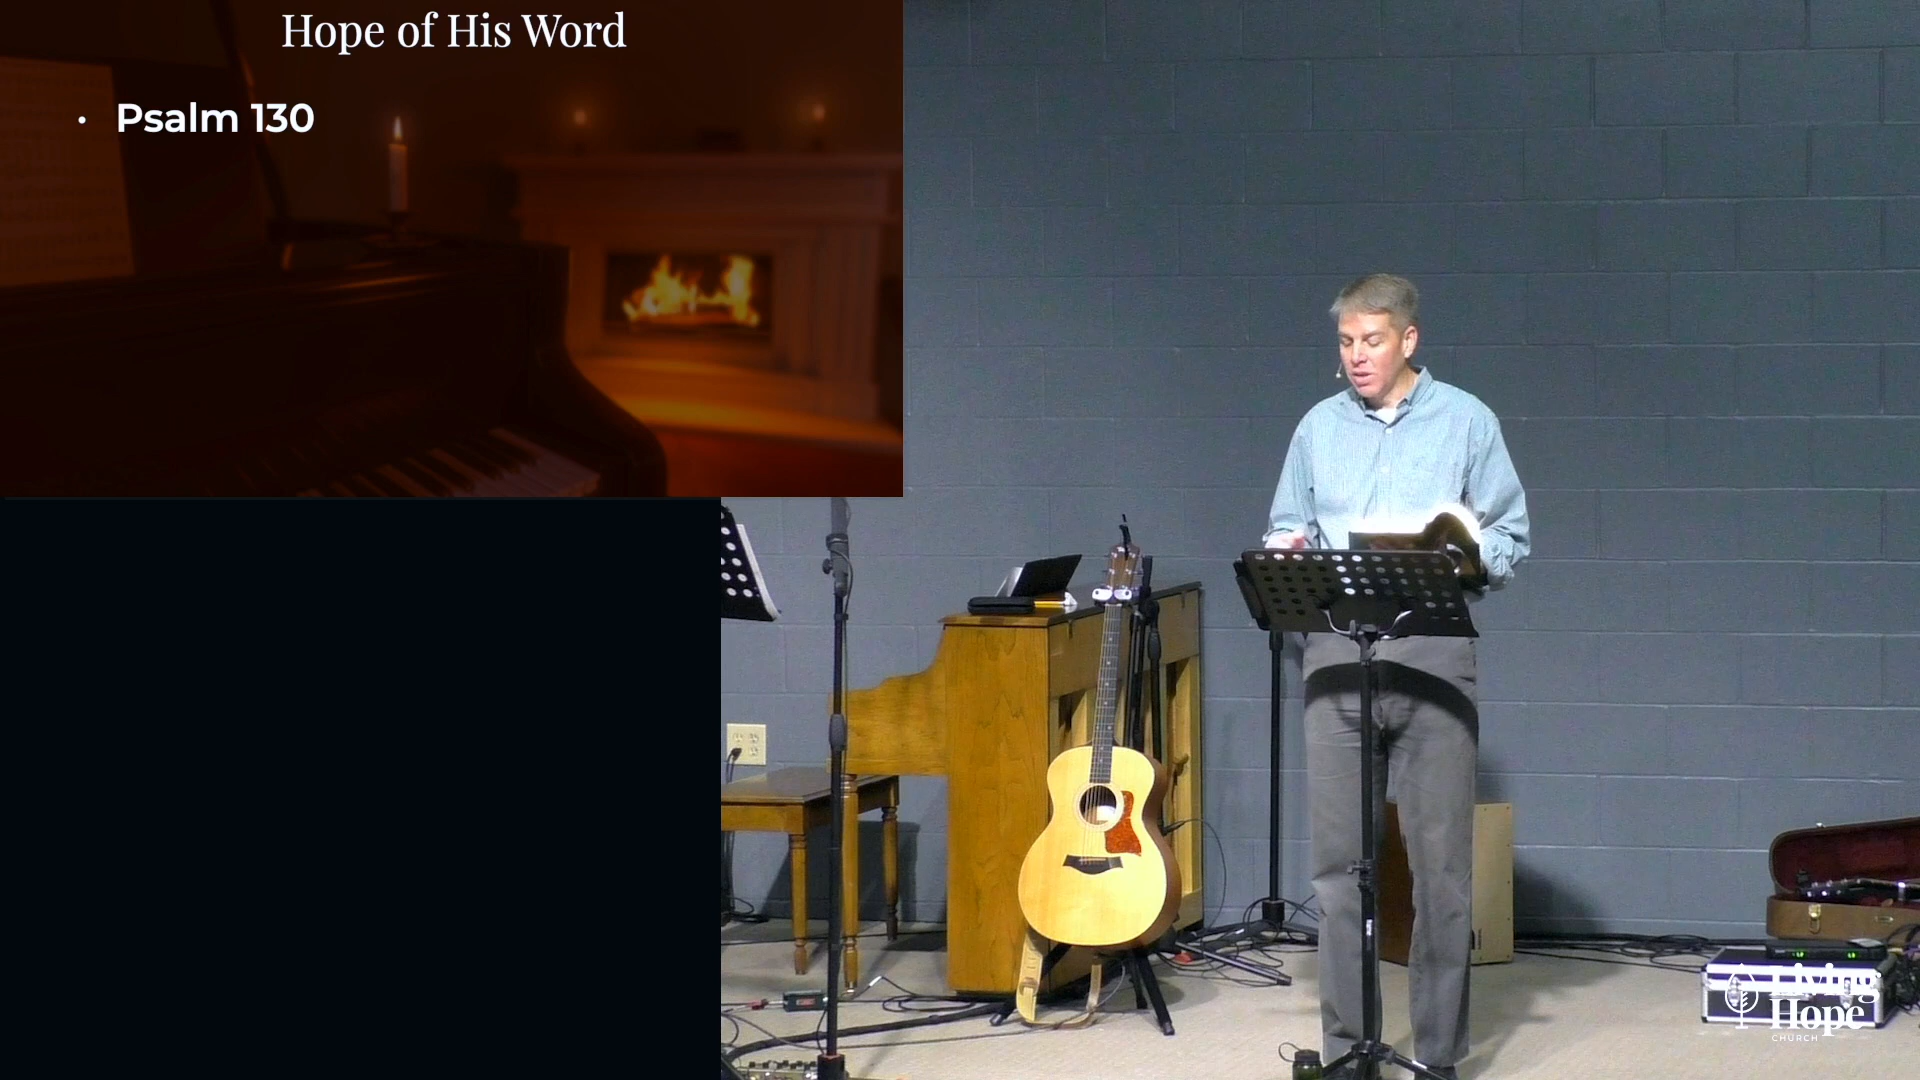 Hope of His Word
• Psalm 130
Living
Hope
CHURCH